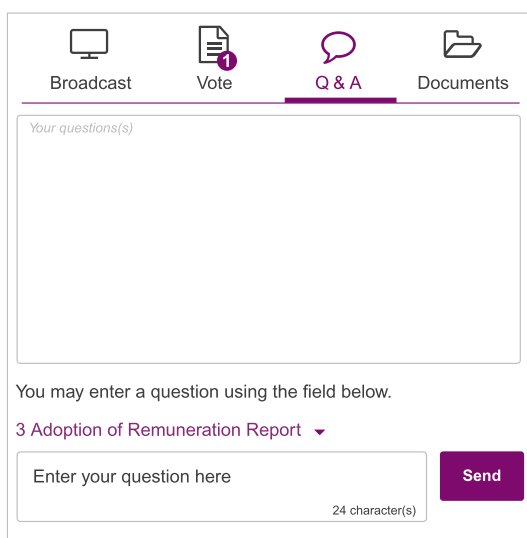 1
Broadcast Vote Q & A Documents
Your questions(s)
You may enter a question using the field below.
3 Adoption of Remuneration Report
Enter your question here
Send
24 character(s)